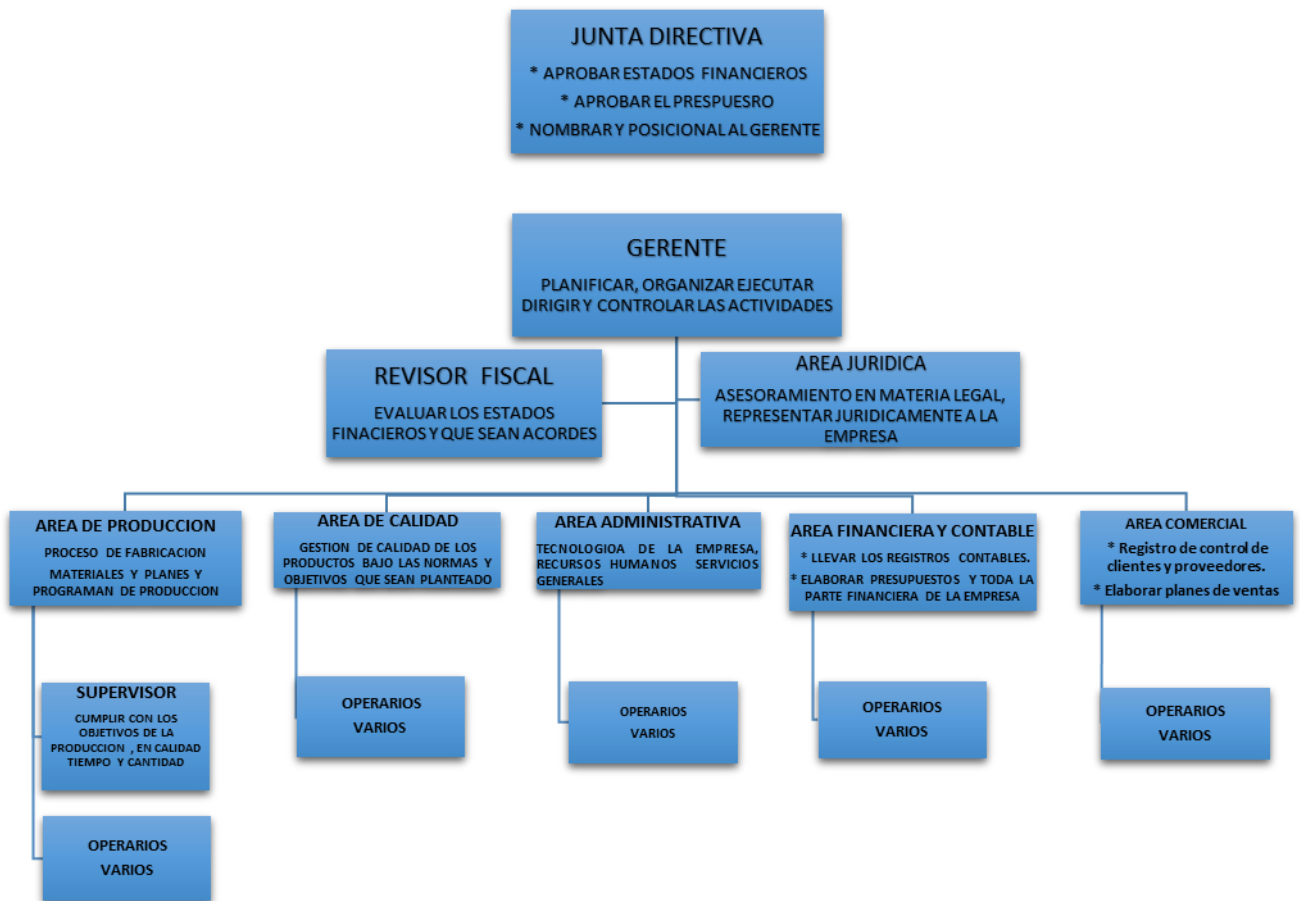 JUNTA DIRECTIVA
* APROBAR ESTADOS FINANCIEROS
* APROBAR EL PRESPUESRO
* NOMBRAR Y POSICIONAL AL GERENTE
GERENTE
PLANIFICAR, ORGANIZAR EJECUTAR
DIRIGIR Y CONTROLAR LAS ACTIVIDADES
REVISOR FISCAL
EVALUAR LOS ESTADOS
FINACIEROS Y QUE SEAN ACORDES
AREA JURIDICA
ASESORAMIENTO EN MATERIA LEGAL,
REPRESENTAR JURIDICAMENTE A LA
EMPRESA
AREA DE PRODUCCION
PROCESO DE FABRICACION
MATERIALES Y PLANES Y
PROGRAMAN DE PRODUCCION
AREA DE CALIDAD
GESTION DE CALIDAD DE LOS
PRODUCTOS BAJO LAS NORMAS Y
OBJETIVOS QUE SEAN PLANTEADO
AREA ADMINISTRATIVA
TECNOLOGIOA DE LA EMPRESA,
RECURSOS HUMANOS SERVICIOS
GENERALES
AREA FINANCIERA Y CONTABLE
* LLEVAR LOS REGISTROS CONTABLES.
* ELABORAR PRESUPUESTOS Y TODA LA
PARTE FINANCIERA DE LA EMPRESA
AREA COMERCIAL
* Registro de control de
clientes y proveedores.
* Elaborar planes de ventas
SUPERVISOR
CUMPLIR CON LOS
OBJETIVOS DE LA
PRODUCCION , EN CALIDAD
TIEMPO Y CANTIDAD
OPERARIOS
VARIOS
OPERARIOS
VARIOS
OPERARIOS
VARIOS
OPERARIOS
VARIOS
OPERARIOS
VARIOS